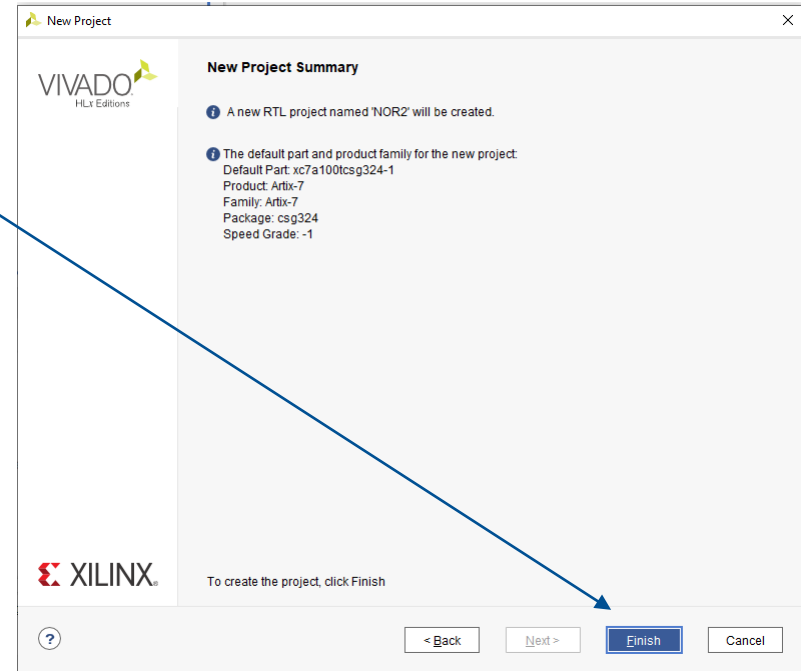 New Project
VIVADO
HLx Editions
New Project Summary
A new RTL project named 'NOR2' will be created.
The default part and product family for the new project:
Default Part: xc7a100tcsg324-1
Product: Artix-7
Family: Artix-7
Package: csg324
Speed Grade: -1
XILINX
To create the project, click Finish
?
< Back
Next >
Finish
Cancel